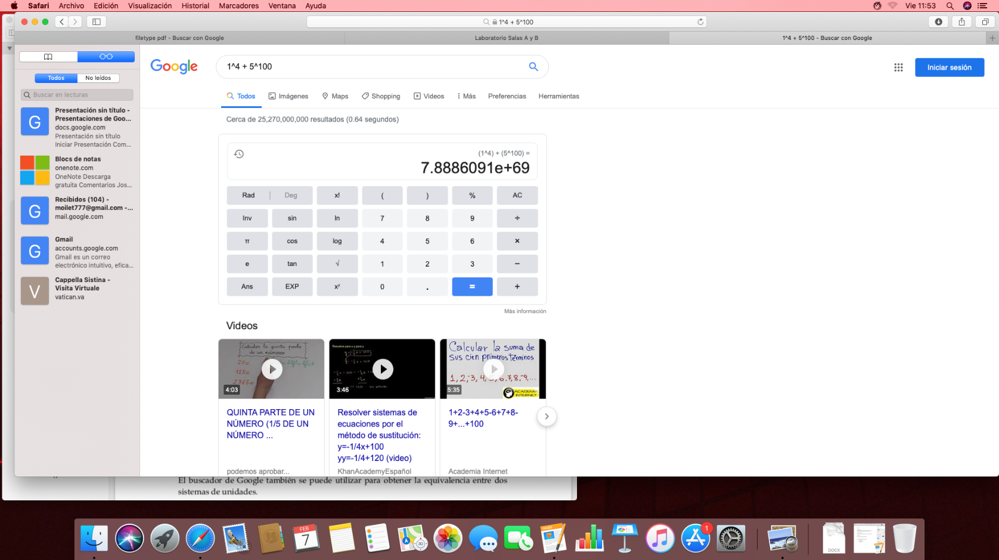 Safari Archivo Edición Visualización Historial Marcadores Ventana Ayuda
Vie 11:53
1^4 + 5^100
filetype pdf - Buscar con Google
Laboratorio Salas A y B
1^4 + 5^100 - Buscar con Google
Todos No leídos
Buscar en lecturas
G
Presentación sin título -
Presentaciones de Goo...
docs.google.com
Presentación sin título
Iniciar Presentación Com...
Blocs de notas
onenote.com
OneNote Descarga
gratuita Comentarios Jos...
G
Recibidos (104) -
moilet777@gmail.com -...
mail.google.com
G
Gmail
accounts.google.com
Gmail es un correo
electrónico intuitivo, efica...
V
Cappella Sistina -
Visita Virtuale
vatican.va
Google
1^4 + 5^100
Iniciar sesión
Todos Imágenes Maps Shopping Videos Más Preferencias Herramientas
Cerca de 25,270,000,000 resultados (0.64 segundos)
(1^4) + (5^100) =
7.8886091e+69
Rad | Deg x! ( ) % AC
Inv sin ln 7 8 9 ÷
π cos log 4 5 6 ×
e tan √ 1 2 3 −
Ans EXP xʸ 0 . = +
Más información
Videos
Calcular la quinta parte
de un número
20=
125=
2765=
4:03
Resuelve para x y para y
3:46
Calcular la suma de
sus cien primeros términos
1, 2, -3, 4, 5, -6, 7, 8, -9, ...
ACADEMIA
INTERNET
5:35
QUINTA PARTE DE UN
NÚMERO (1/5 DE UN
NÚMERO ...
podemos aprobar...
Resolver sistemas de
ecuaciones por el
método de sustitución:
y=-1/4x+100
yy=-1/4+120 (video)
KhanAcademyEspañol
1+2-3+4+5-6+7+8-
9+...+100
Academia Internet
El buscador de Google también se puede utilizar para obtener la equivalencia entre dos
sistemas de unidades.
FEB
7
3D
PAGES
1
DOCX